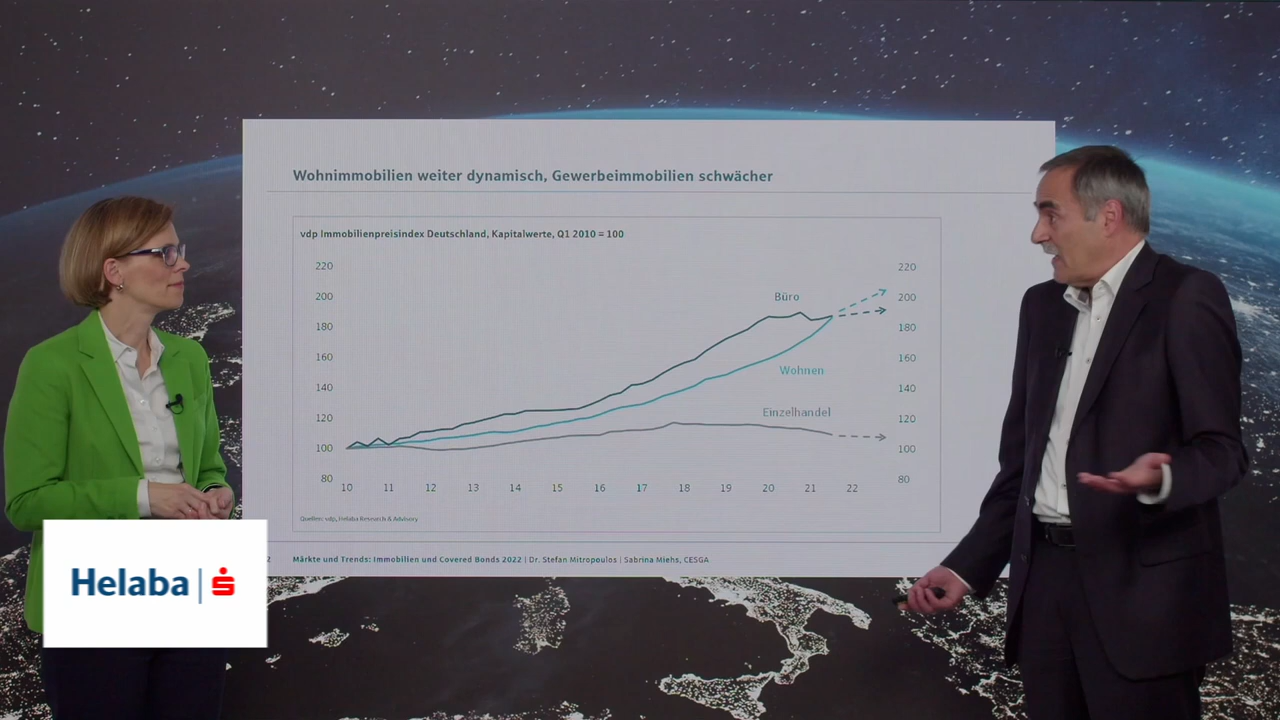 Wohnimmobilien weiter dynamisch, Gewerbeimmobilien schwächer
vdp Immobilienpreisindex Deutschland, Kapitalwerte, Q1 2010 = 100
220 220
200 Büro 200
180 180
160 160
Wohnen
140 140
Einzelhandel
120 120
100 100
80 80
10 11 12 13 14 15 16 17 18 19 20 21 22
Quellen: vdp, Helaba Research & Advisory
2 Märkte und Trends: Immobilien und Covered Bonds 2022 | Dr. Stefan Mitropoulos | Sabrina Miehs, CESGA
Helaba